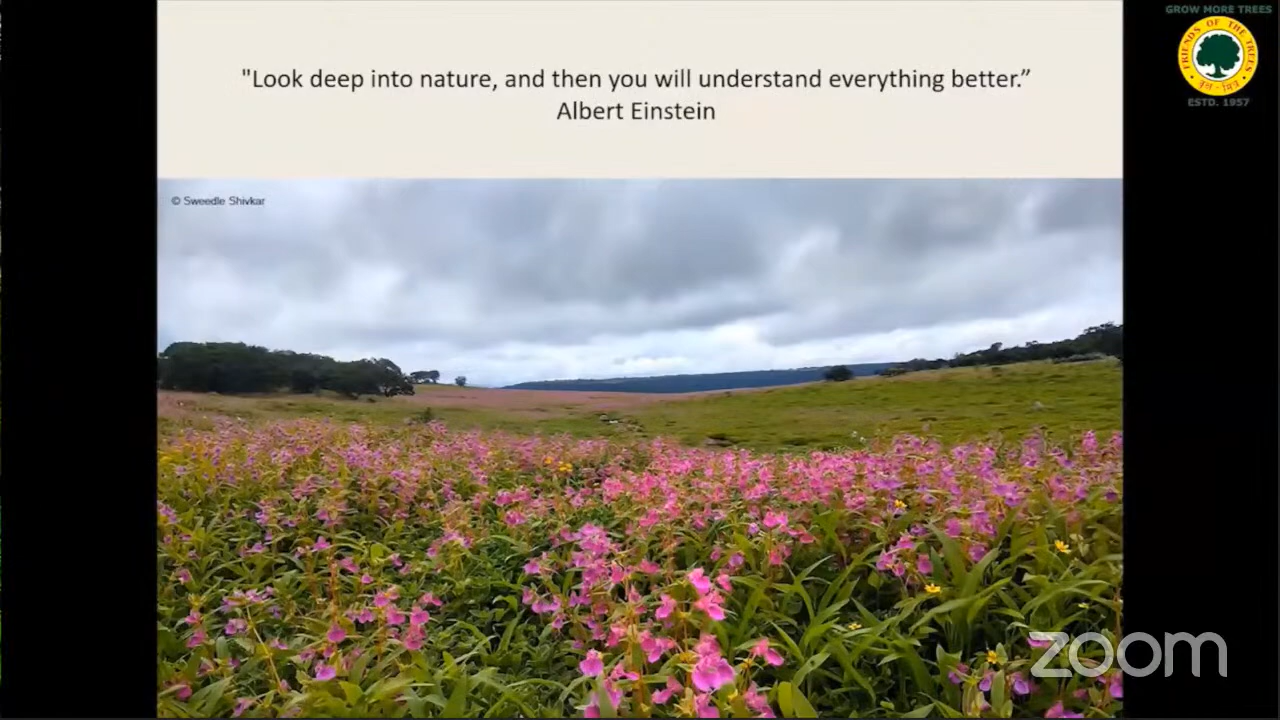 GROW MORE TREES
FRIENDS OF THE TREES
ESTD. 1957
"Look deep into nature, and then you will understand everything better.”
Albert Einstein
© Sweedle Shivkar
zoom